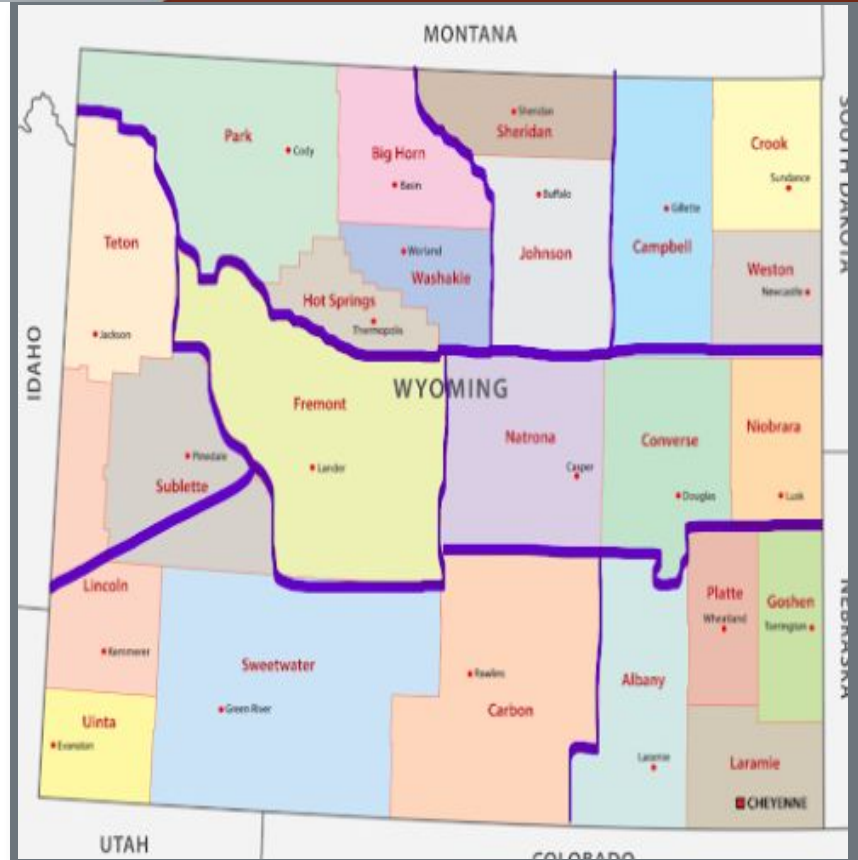 MONTANA
Sheridan
Sheridan
Park
Cody
Big Horn
Basin
Crook
Sundance
SOUTH DAKOTA
Buffalo
Gillette
Teton
Worland
Washakie
Johnson
Campbell
Weston
Newcastle
Hot Springs
Thermopolis
Jackson
IDAHO
WYOMING
Fremont
Natrona
Converse
Niobrara
Pinedale
Sublette
Lander
Casper
Douglas
Lusk
Lincoln
Platte
Goshen
Wheatland
Torrington
NEBRASKA
Kemmerer
Sweetwater
Rawlins
Albany
Green River
Carbon
Uinta
Evanston
Laramie
Laramie
CHEYENNE
UTAH
COLORADO